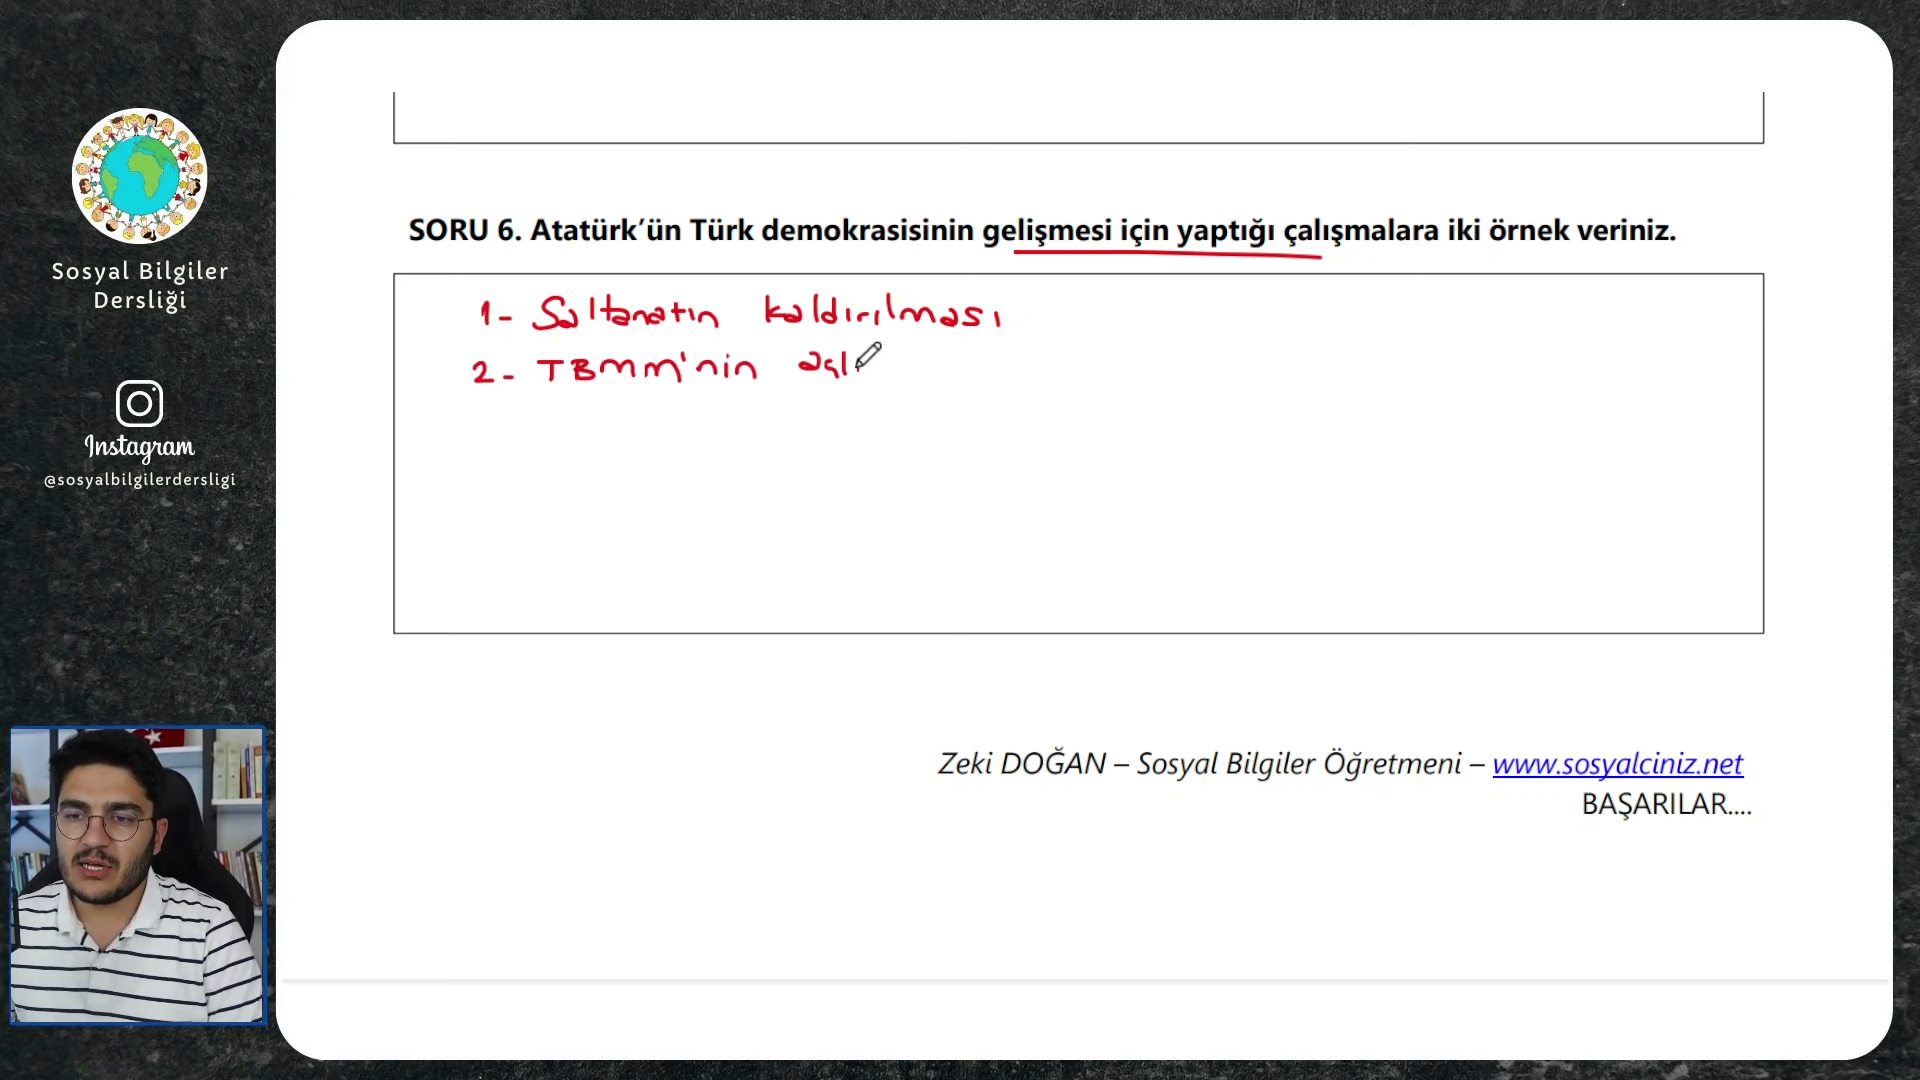 Sosyal Bilgiler
Dersliği
Instagram
@sosyalbilgilerdersligi
SORU 6. Atatürk’ün Türk demokrasisinin gelişmesi için yaptığı çalışmalara iki örnek veriniz.
1- Saltanatın kaldırılması
2- TBMM'nin açı
Zeki DOĞAN – Sosyal Bilgiler Öğretmeni – www.sosyalciniz.net
BAŞARILAR....